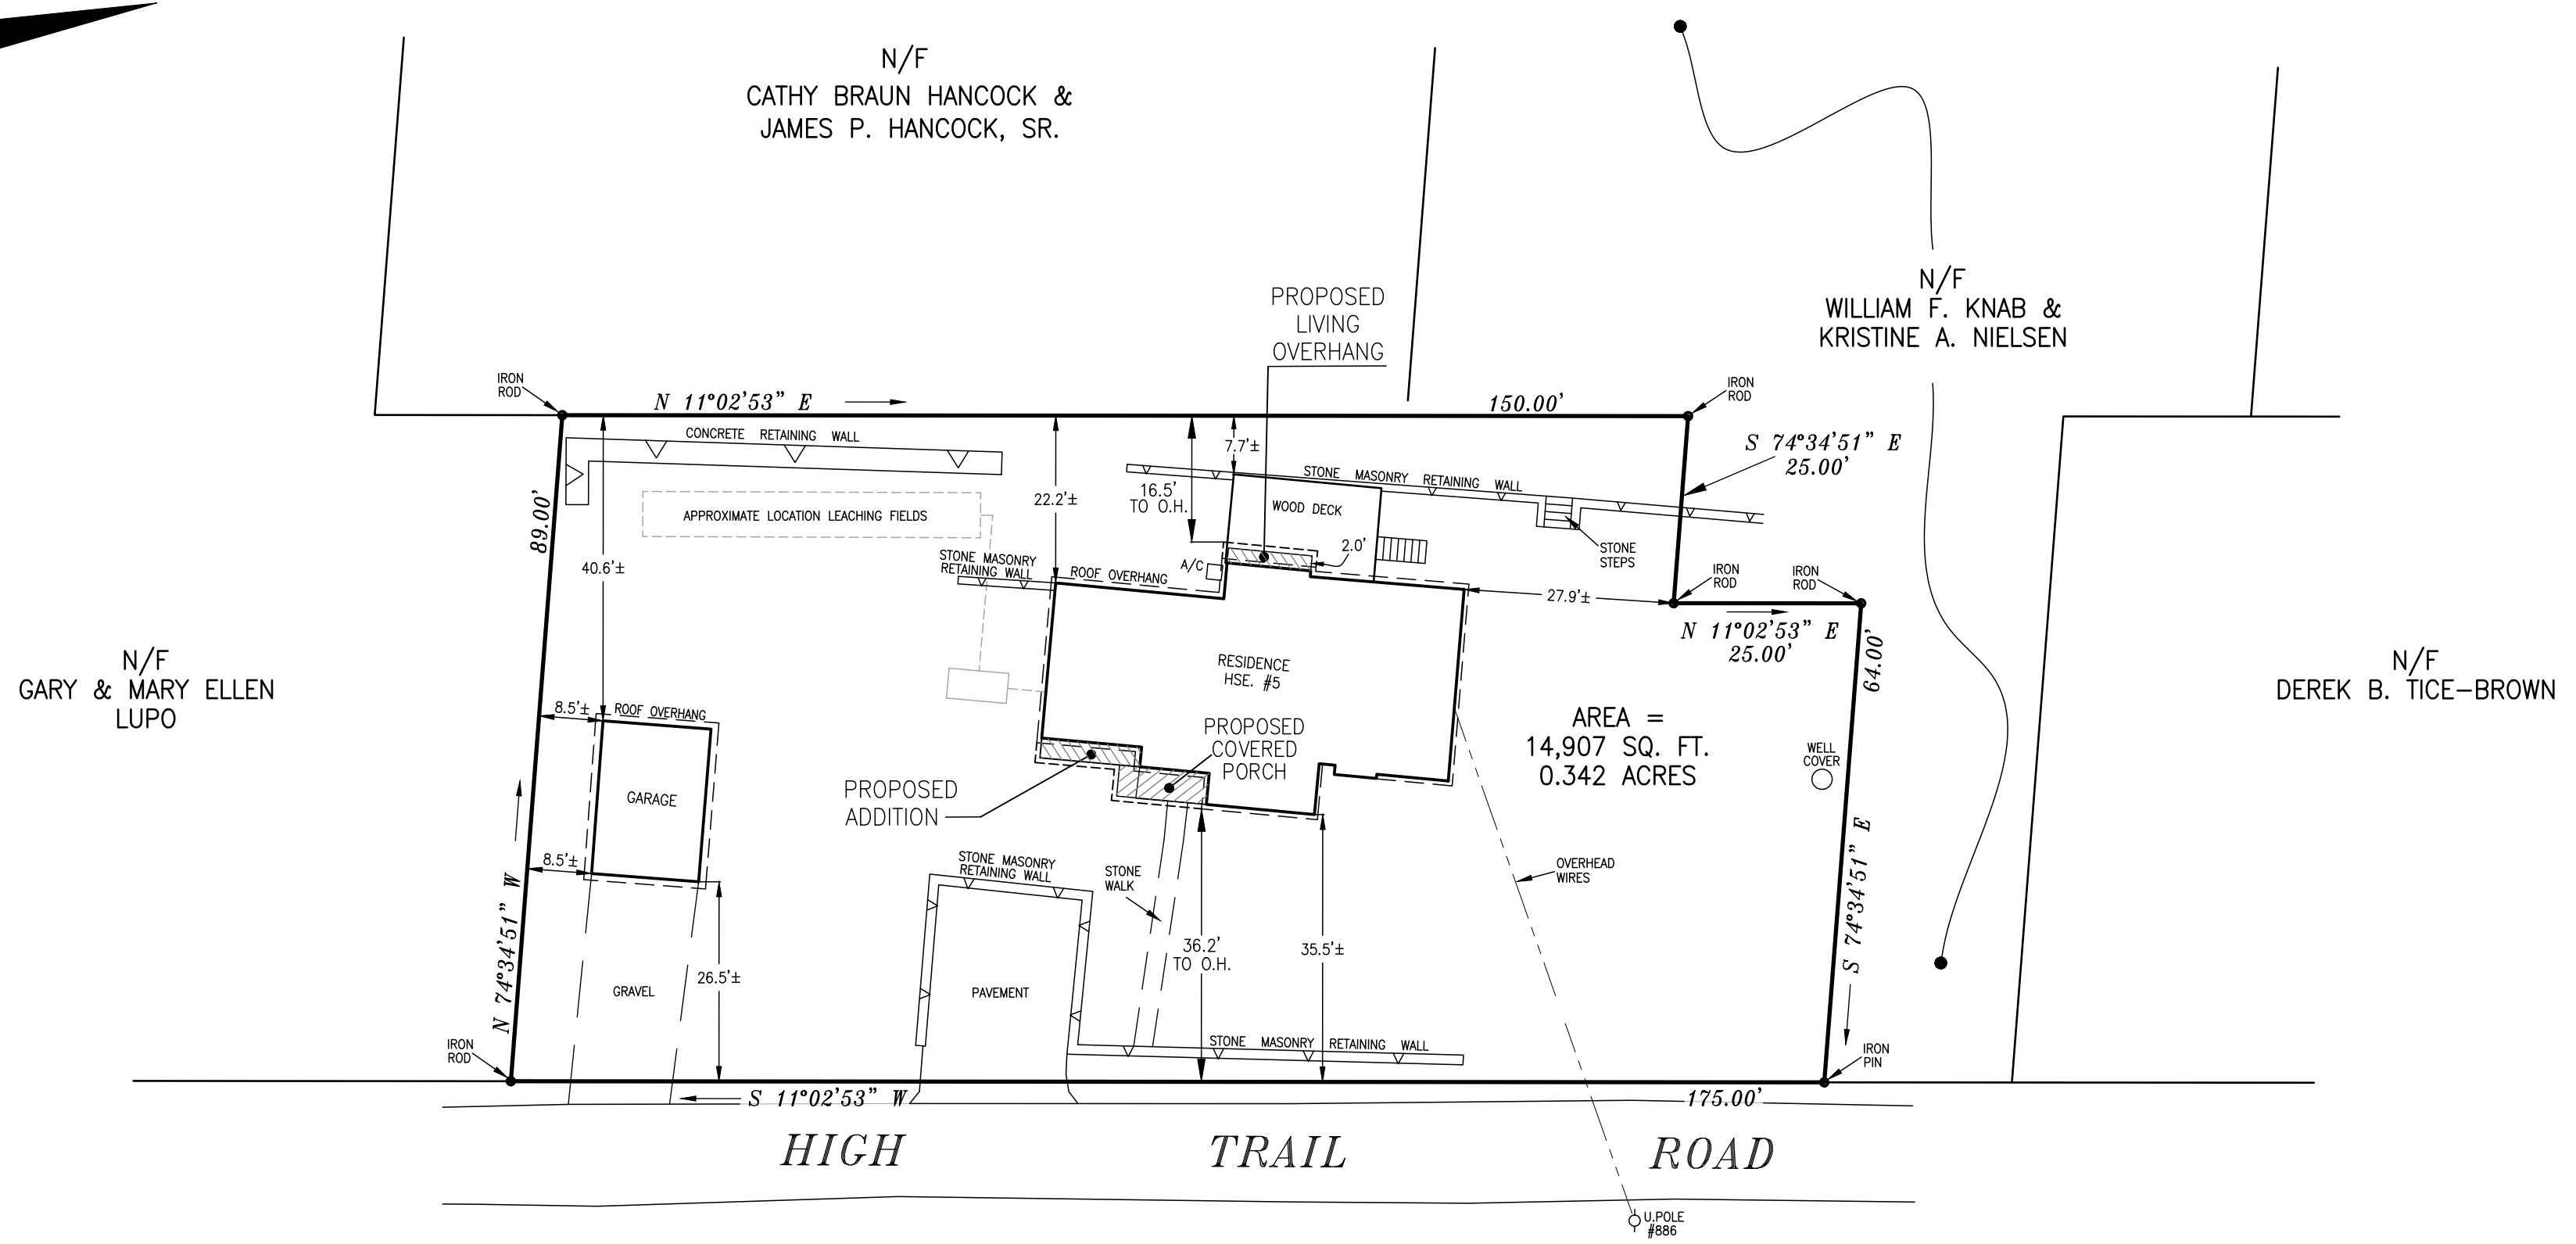 N/F
CATHY BRAUN HANCOCK &
JAMES P. HANCOCK, SR.
N/F
WILLIAM F. KNAB &
KRISTINE A. NIELSEN
PROPOSED
LIVING
OVERHANG
IRON
ROD
N 11°02'53" E
150.00'
IRON
ROD
S 74°34'51" E
25.00'
CONCRETE RETAINING WALL
7.7'±
STONE MASONRY RETAINING WALL
89.00'
22.2'±
16.5'
TO O.H.
WOOD DECK
APPROXIMATE LOCATION LEACHING FIELDS
2.0'
STONE
STEPS
40.6'±
STONE MASONRY
RETAINING WALL
ROOF OVERHANG
A/C
27.9'±
IRON
ROD
IRON
ROD
N 11°02'53" E
25.00'
64.00'
N/F
GARY & MARY ELLEN
LUPO
RESIDENCE
HSE. #5
N/F
DEREK B. TICE-BROWN
8.5'±
ROOF OVERHANG
PROPOSED
COVERED
PORCH
AREA =
14,907 SQ. FT.
0.342 ACRES
WELL
COVER
GARAGE
PROPOSED
ADDITION
8.5'±
STONE MASONRY
RETAINING WALL
STONE
WALK
OVERHEAD
WIRES
N 74°34'51" W
S 74°34'51" E
36.2'
TO O.H.
35.5'±
26.5'±
GRAVEL
PAVEMENT
IRON
ROD
STONE MASONRY RETAINING WALL
IRON
PIN
S 11°02'53" W
175.00'
HIGH TRAIL ROAD
U.POLE
#886